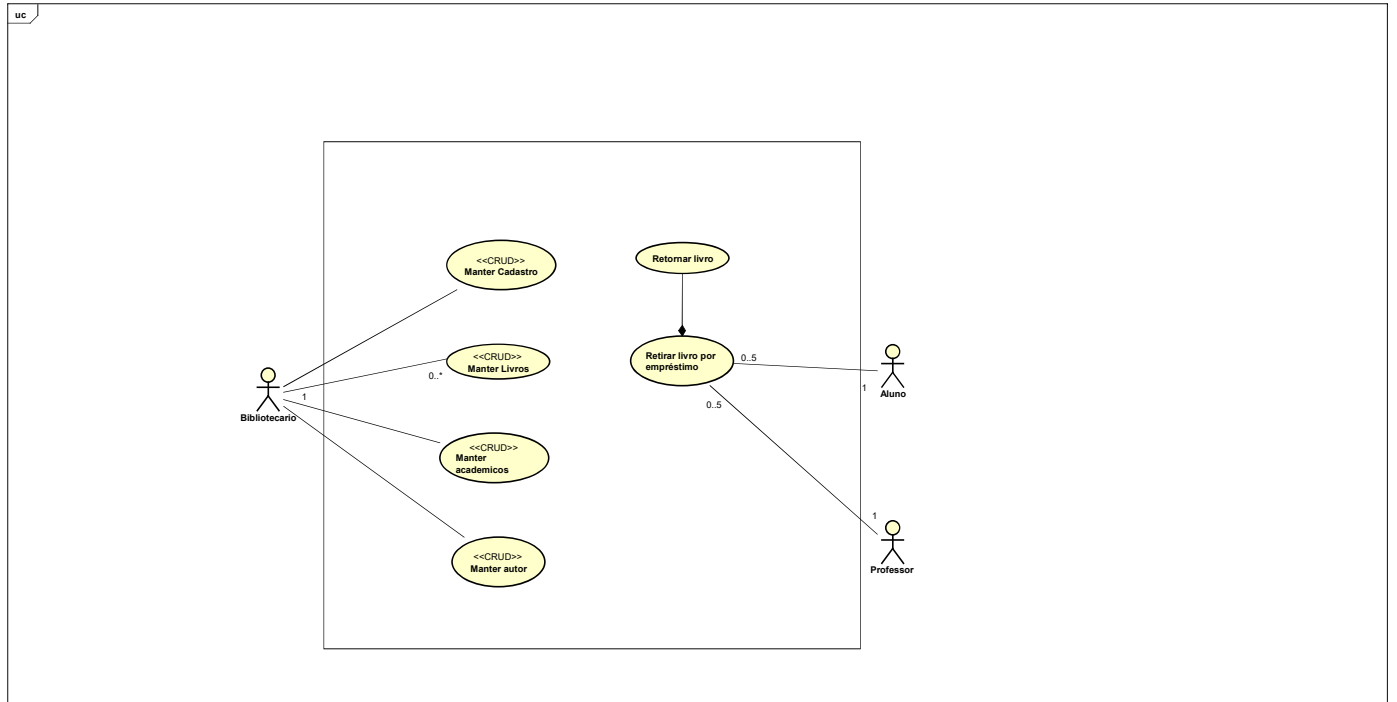 uc
<<CRUD>>
Manter Cadastro
Retornar livro
<<CRUD>>
Manter Livros
0..*
Retirar livro por
empréstimo
0..5
0..5
1
Aluno
1
Bibliotecario
<<CRUD>>
Manter
academicos
1
Professor
<<CRUD>>
Manter autor